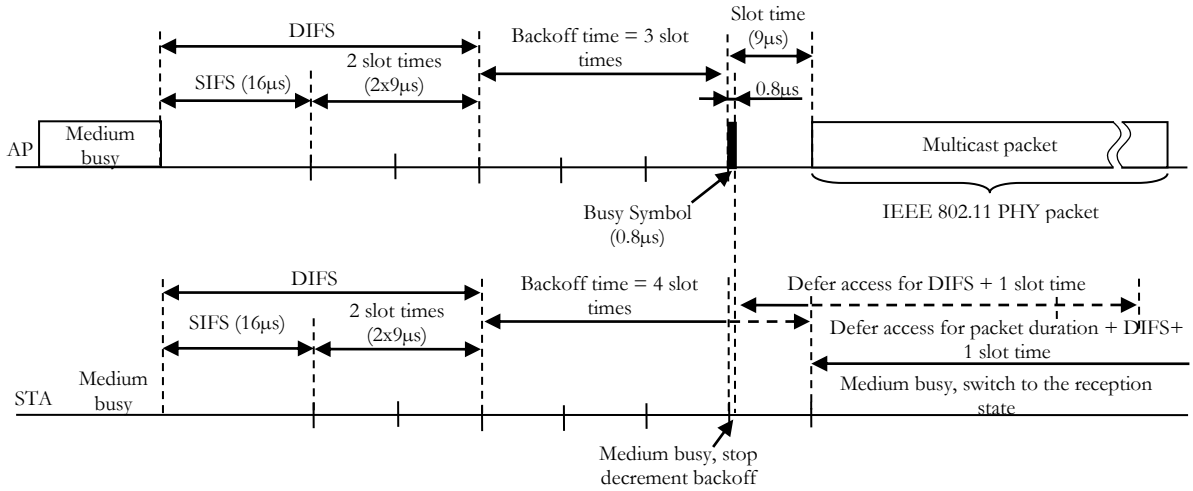 Slot time
(9μs)
DIFS
Backoff time = 3 slot
times
2 slot times
(2x9μs)
SIFS (16μs)
0.8μs
AP
Medium
busy
Multicast packet
Busy Symbol
(0.8μs)
IEEE 802.11 PHY packet
DIFS
Backoff time = 4 slot
times
Defer access for DIFS + 1 slot time
2 slot times
(2x9μs)
SIFS (16μs)
Defer access for packet duration + DIFS+
1 slot time
STA
Medium
busy
Medium busy, switch to the reception
state
Medium busy, stop
decrement backoff